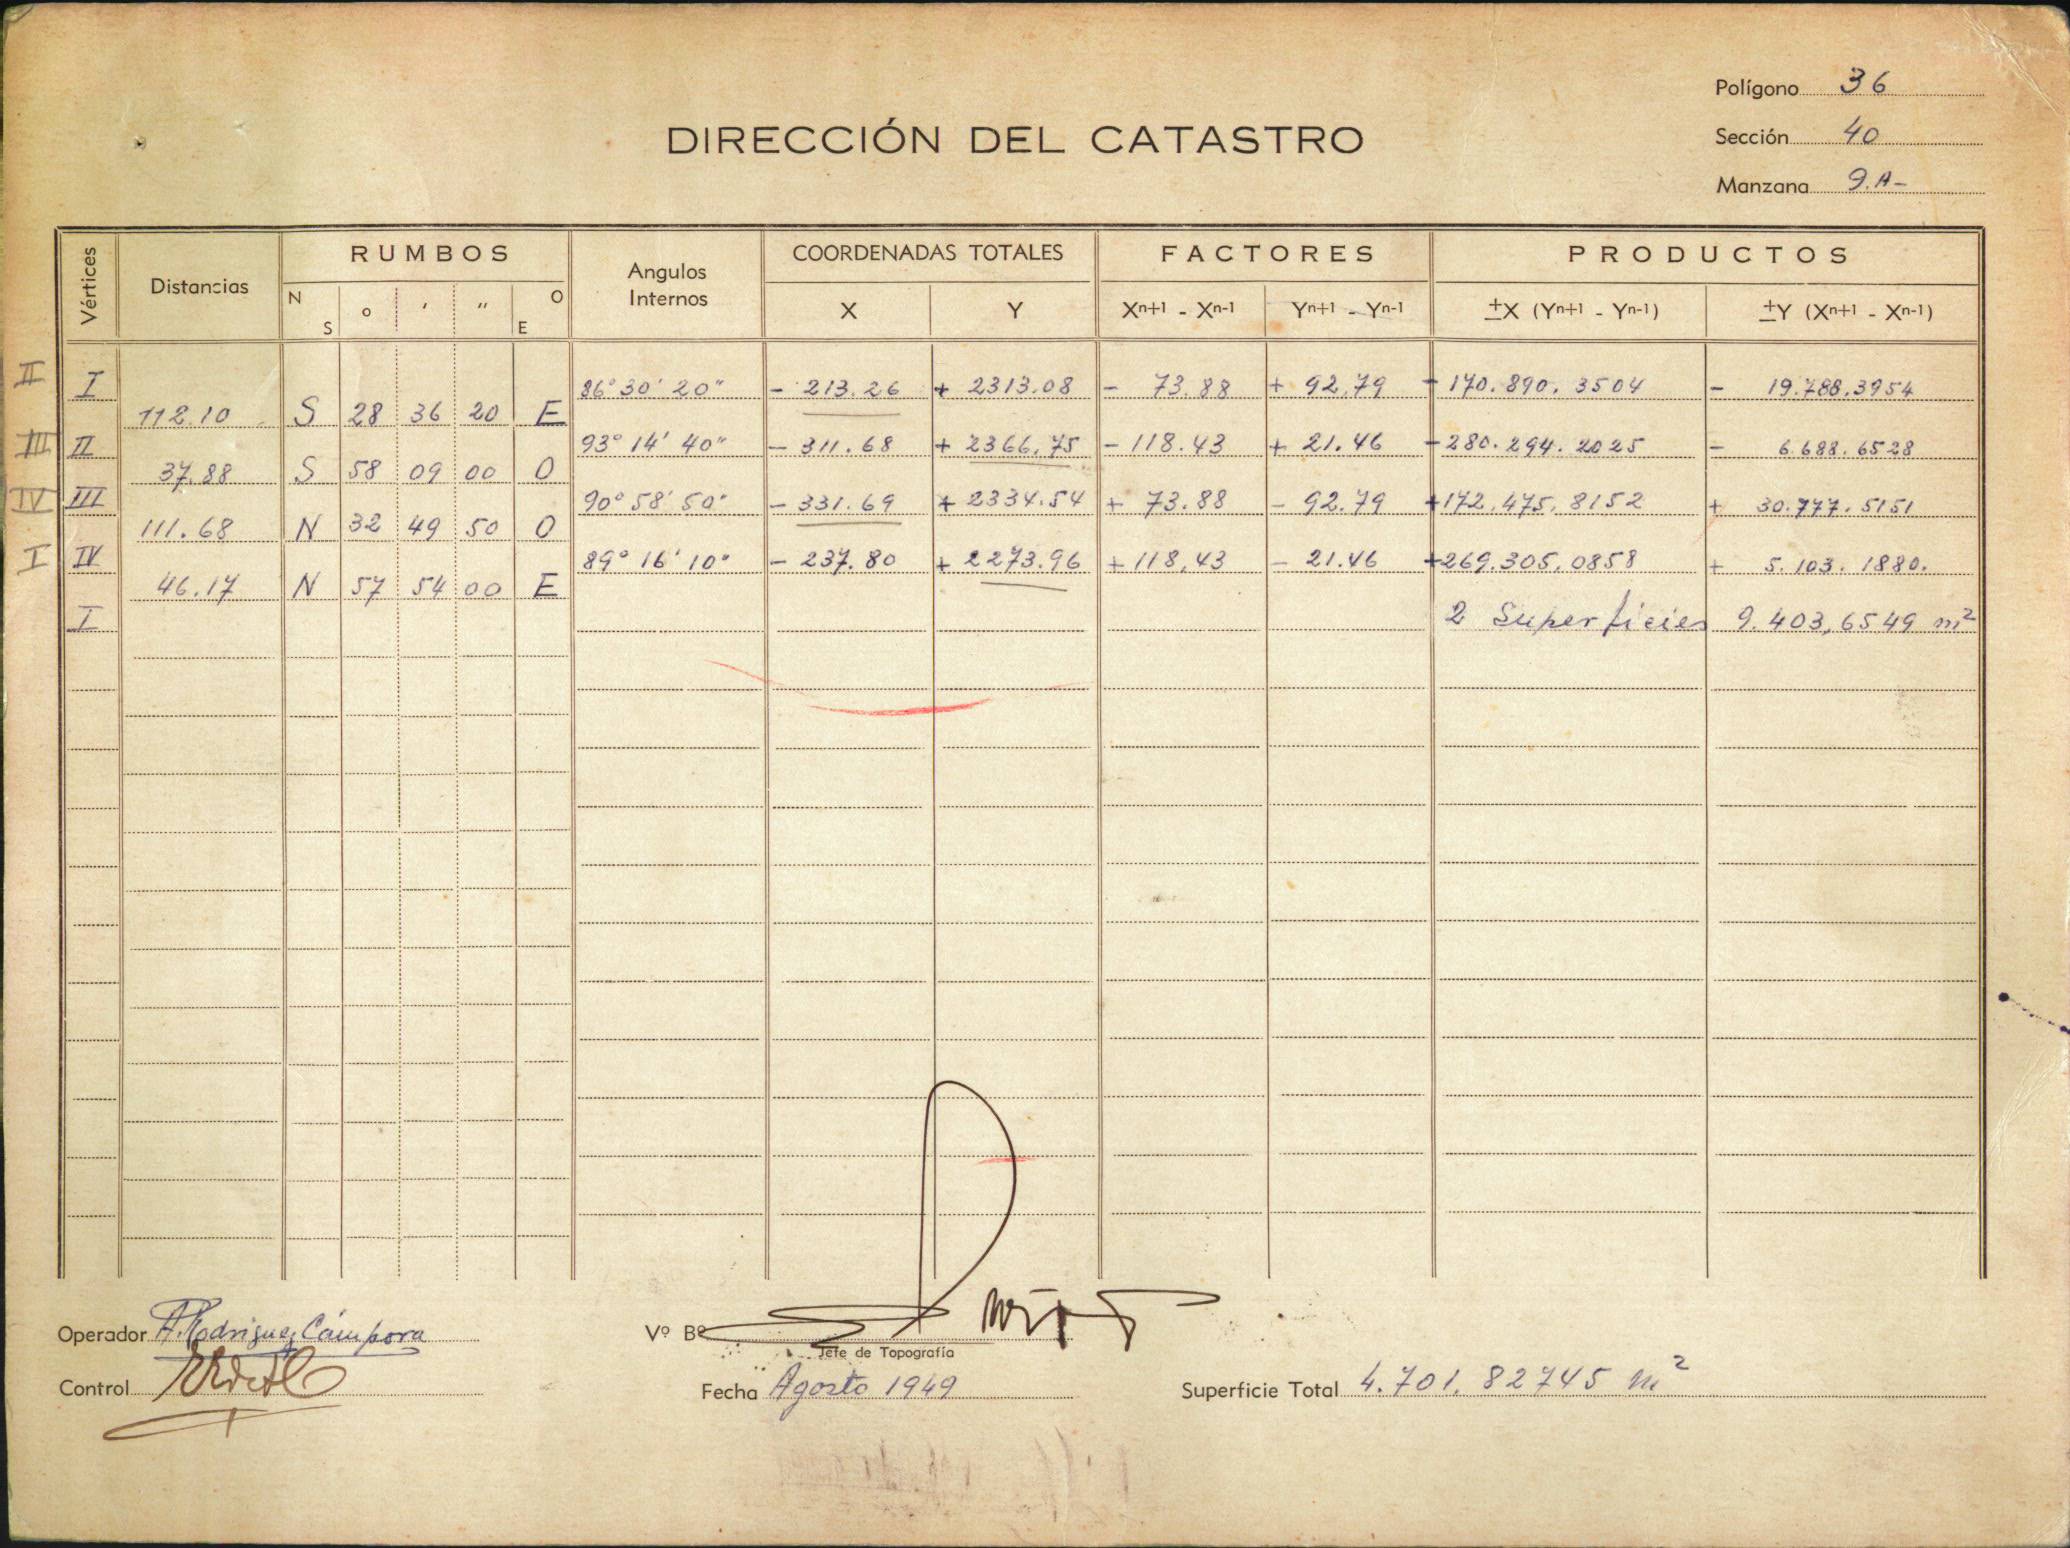 Polígono 36
DIRECCIÓN DEL CATASTRO
Sección 40
Manzana 9.A-
Vértices Distancias RUMBOS Angulos Internos COORDENADAS TOTALES FACTORES PRODUCTOS
N S o ′ ″ O E X Y Xn+1 - Xn-1 Yn+1 - Yn-1 ±X (Yn+1 - Yn-1) ±Y (Xn+1 - Xn-1)
II I 86° 30' 20" - 213.26 + 2313.08 - 73.88 + 92.79 - 170.890.3504 - 19.788.3954
112.10 S 28 36 20 E
III II 93° 14' 40" - 311.68 + 2366.75 - 118.43 + 21.46 - 280.294.2025 - 6.688.6528
37.88 S 58 09 00 O
IV III 90° 58' 50" - 331.69 + 2334.54 + 73.88 - 92.79 + 172.475.8152 + 30.777.5151
111.68 N 32 49 50 O
I IV 89° 16' 10" - 237.80 + 2273.96 + 118.43 - 21.46 + 269.305.0858 + 5.103.1880.
46.17 N 57 54 00 E
I 2 Superficies 9.403,6549 m²
Operador A. Rodriguez Cámpora
Vº Bº
Jefe de Topografía
Control
Fecha Agosto 1949
Superficie Total 4.701.82745 m²